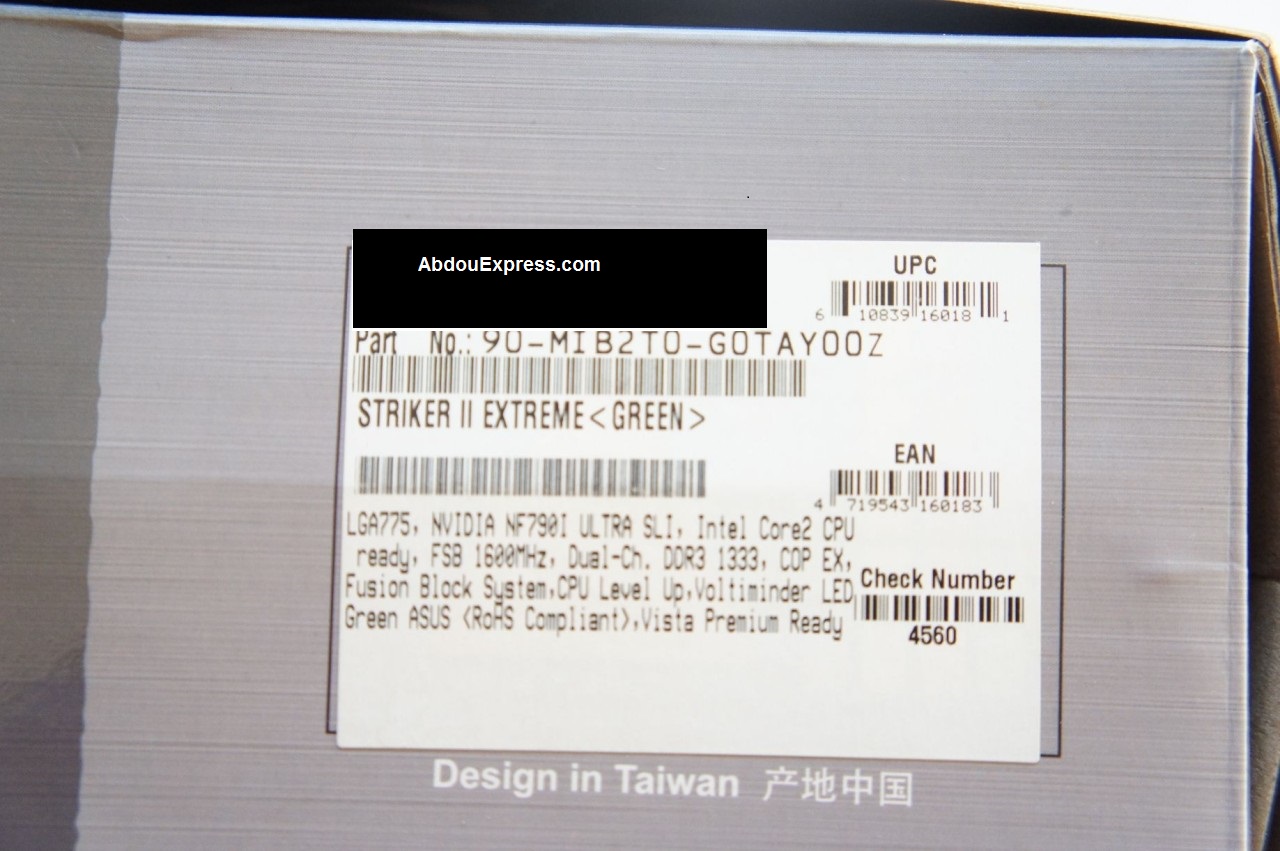 AbdouExpress.com
UPC
6 10839 16018 1
Part No.: 90-MIB2T0-G0TAY00Z
STRIKER II EXTREME<GREEN>
EAN
4 719543 160183
LGA775, NVIDIA NF790I ULTRA SLI, Intel Core2 CPU
ready, FSB 1600MHz, Dual-Ch. DDR3 1333, COP EX,
Fusion Block System,CPU Level Up,Voltiminder LED
Green ASUS <RoHS Compliant>,Vista Premium Ready
Check Number
4560
Design in Taiwan 产地中国